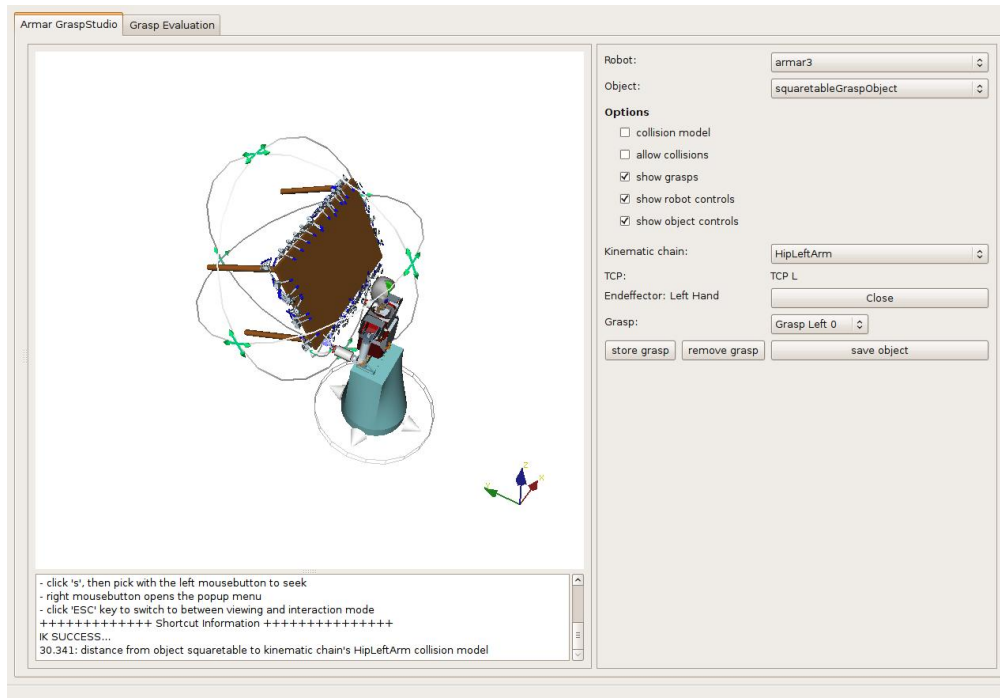 Armar GraspStudio
Grasp Evaluation
Robot:
armar3
Object:
squaretableGraspObject
Options
collision model
allow collisions
show grasps
show robot controls
show object controls
Kinematic chain:
HipLeftArm
TCP:
TCP L
Endeffector: Left Hand
Close
Grasp:
Grasp Left 0
store grasp
remove grasp
save object
Z
X
Y
- click 's', then pick with the left mousebutton to seek
- right mousebutton opens the popup menu
- click 'ESC' key to switch to between viewing and interaction mode
+++++++++++++ Shortcut Information +++++++++++++++
IK SUCCESS...
30.341: distance from object squaretable to kinematic chain's HipLeftArm collision model